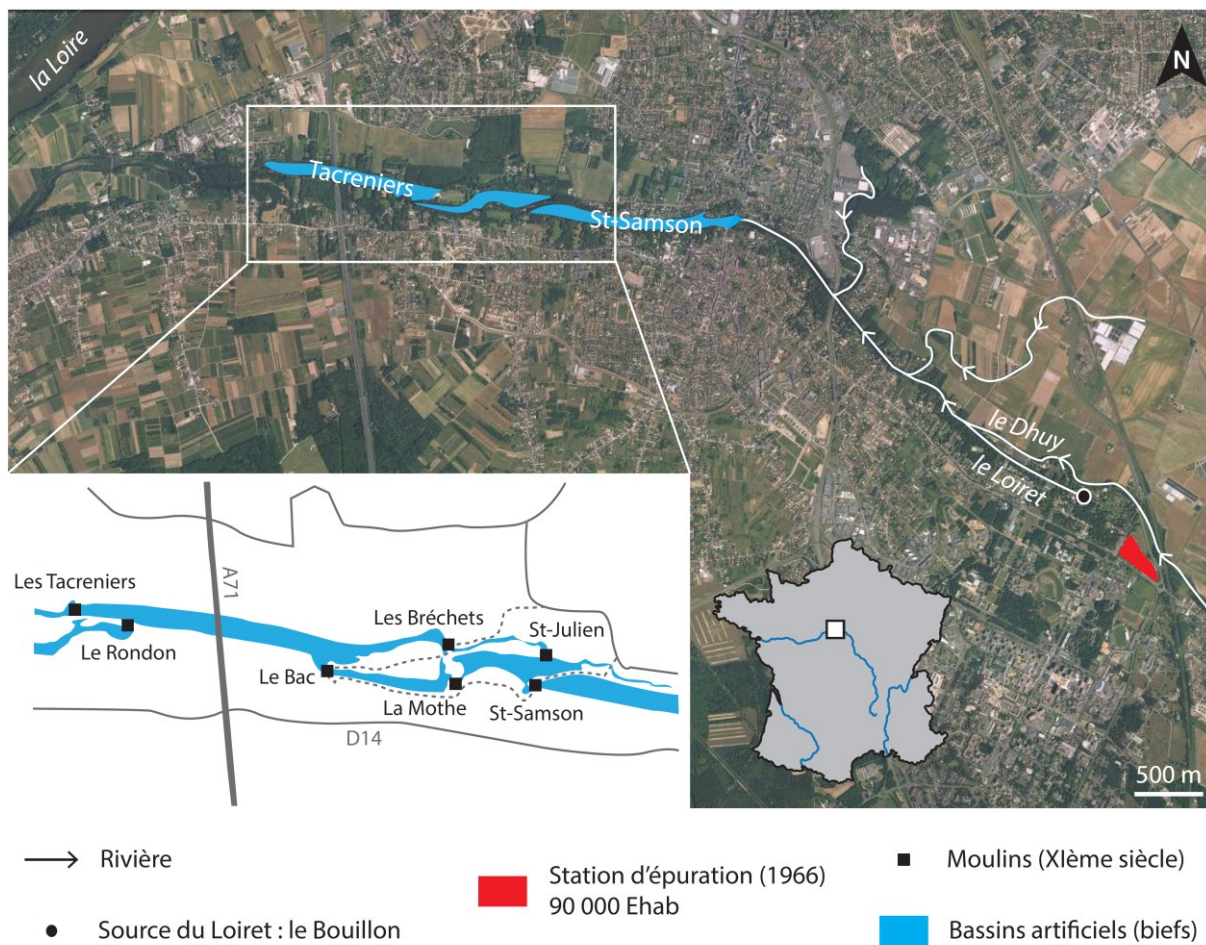 la Loire
N
Tacreniers
St-Samson
le Dhuy
le Loiret
Les Tacreniers
A71
Les Bréchets
St-Julien
Le Rondon
Le Bac
La Mothe
St-Samson
D14
500 m
Rivière
Station d'épuration (1966)
90 000 Ehab
Moulins (XIème siècle)
Source du Loiret : le Bouillon
Bassins artificiels (biefs)